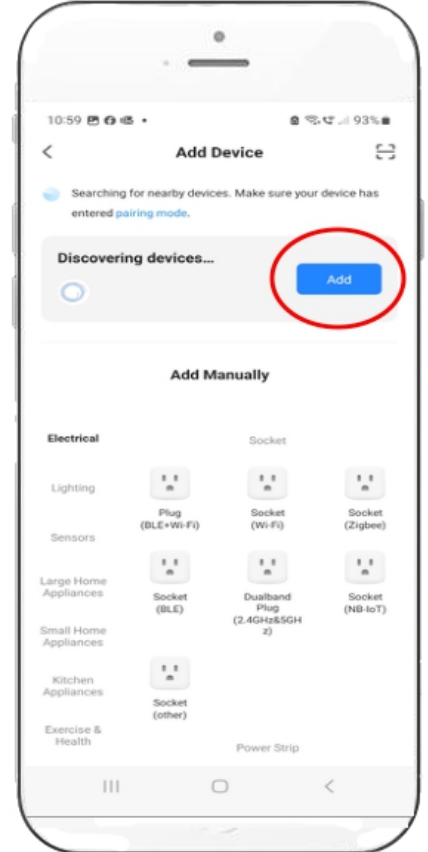 10:59
93%
Add Device
Searching for nearby devices. Make sure your device has
entered pairing mode.
Discovering devices...
Add
Add Manually
Electrical
Socket
Lighting
Plug
(BLE+Wi-Fi)
Socket
(Wi-Fi)
Socket
(Zigbee)
Sensors
Large Home
Appliances
Socket
(BLE)
Dualband
Plug
(2.4GHz&5GH
z)
Socket
(NB-IoT)
Small Home
Appliances
Kitchen
Appliances
Socket
(other)
Exercise &
Health
Power Strip